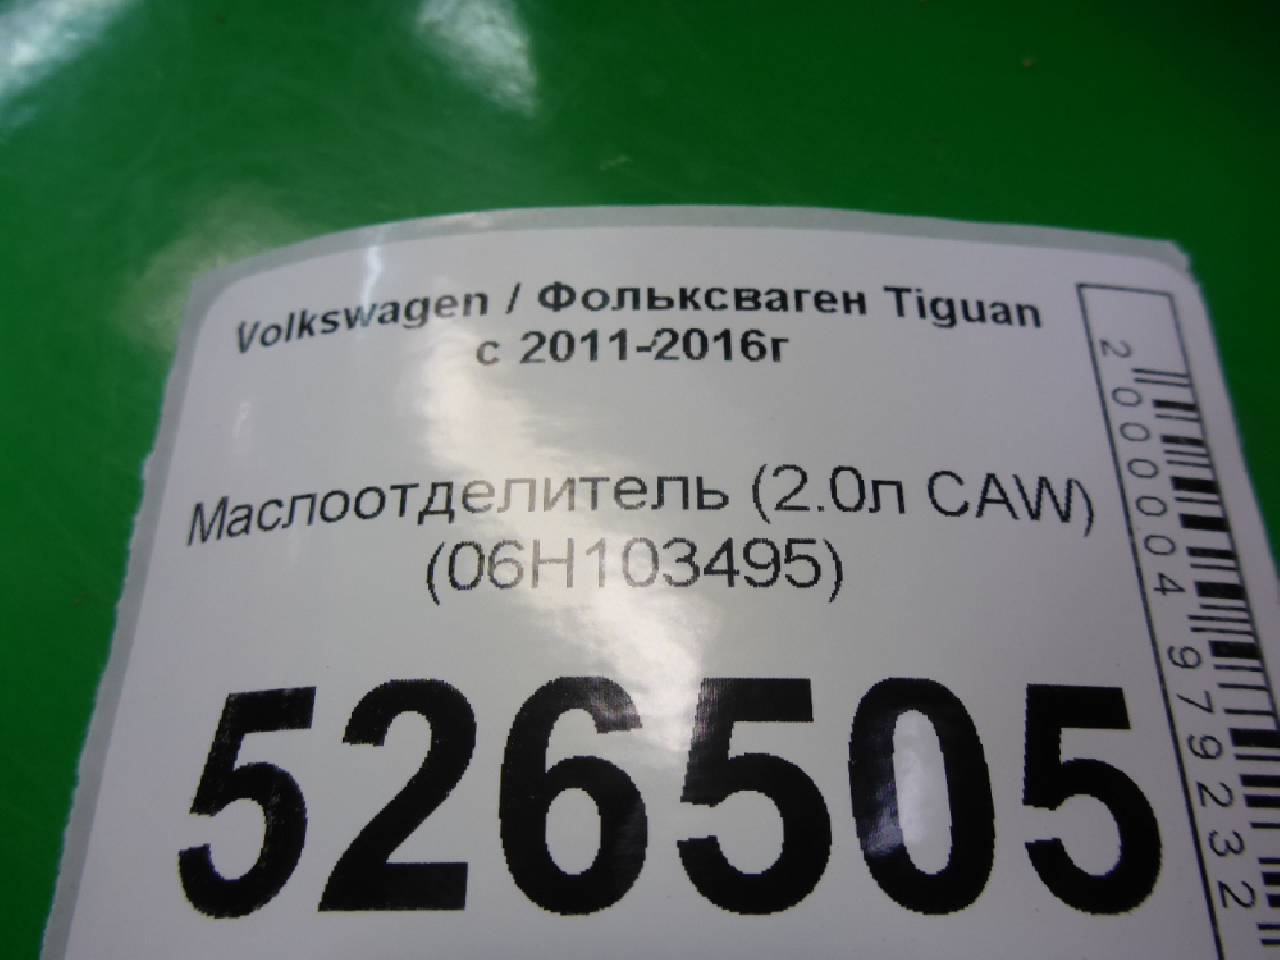 Volkswagen / Фольксваген Tiguan
с 2011-2016г
Маслоотделитель (2.0л CAW)
(06H103495)
526505
2000004979232